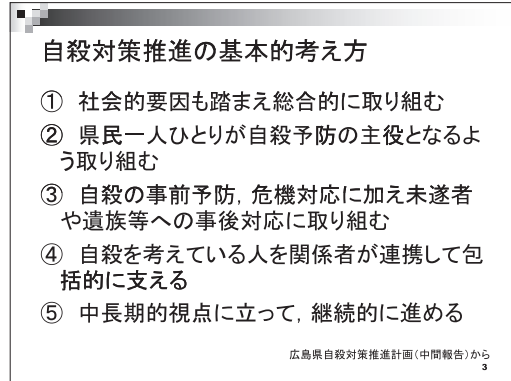 自殺対策推進の基本的考え方
① 社会的要因も踏まえ総合的に取り組む
② 県民一人ひとりが自殺予防の主役となるよ
う取り組む
③ 自殺の事前予防，危機対応に加え未遂者
や遺族等への事後対応に取り組む
④ 自殺を考えている人を関係者が連携して包
括的に支える
⑤ 中長期的視点に立って，継続的に進める
広島県自殺対策推進計画（中間報告）から
3